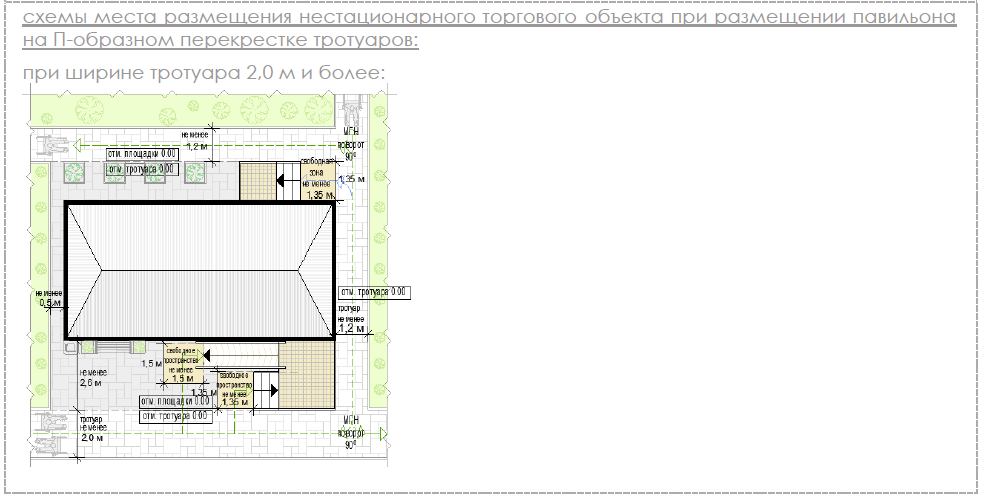 схемы места размещения нестационарного торгового объекта при размещении павильона
на П-образном перекрестке тротуаров:
при ширине тротуара 2,0 м и более:
не менее
1,2 м
МГН
поворот
90°
отм. площадки 0.00
отм. тротуара 0.00
свободная
зона
не менее
1,35 м
1,35 м
не менее
0,5 м
отм. тротуара 0.00
тротуар
не менее
1,2 м
свободное
пространство
не менее
1,5 м
1,5 м
не менее
2,6 м
свободное
пространство
не менее
1,35 м
1,35 м
отм. площадки 0.00
отм. тротуара 0.00
тротуар
не менее
2,0 м
МГН
поворот
90°